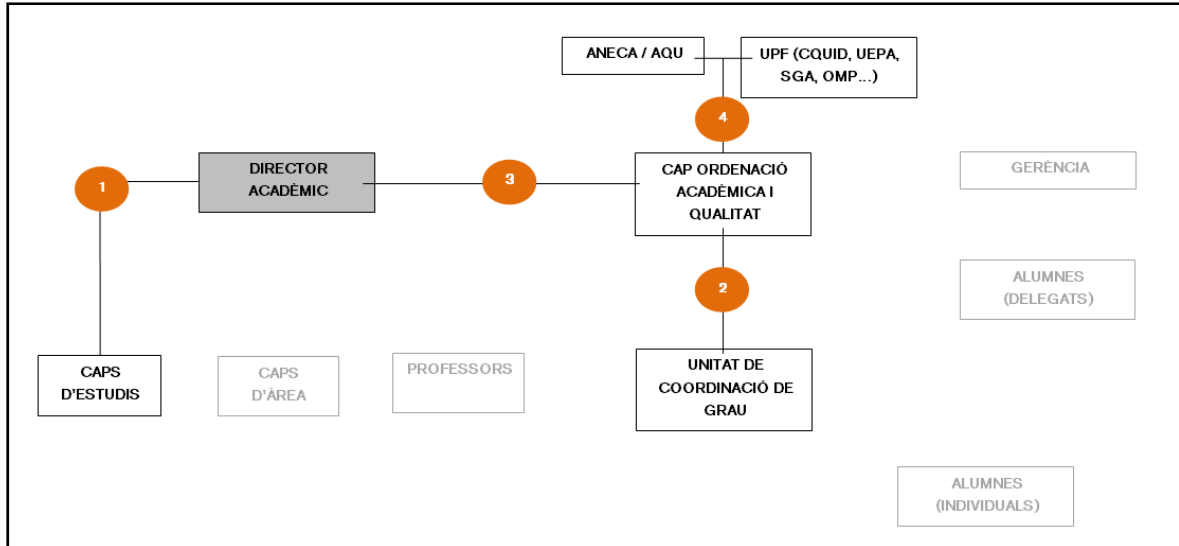 ANECA / AQU
UPF (CQUID, UEPA,
SGA, OMP...)
4
1
DIRECTOR
ACADÈMIC
3
CAP ORDENACIÓ
ACADÈMICA I
QUALITAT
GERÈNCIA
2
ALUMNES
(DELEGATS)
CAPS
D'ESTUDIS
CAPS
D'ÀREA
PROFESSORS
UNITAT DE
COORDINACIÓ DE
GRAU
ALUMNES
(INDIVIDUALS)